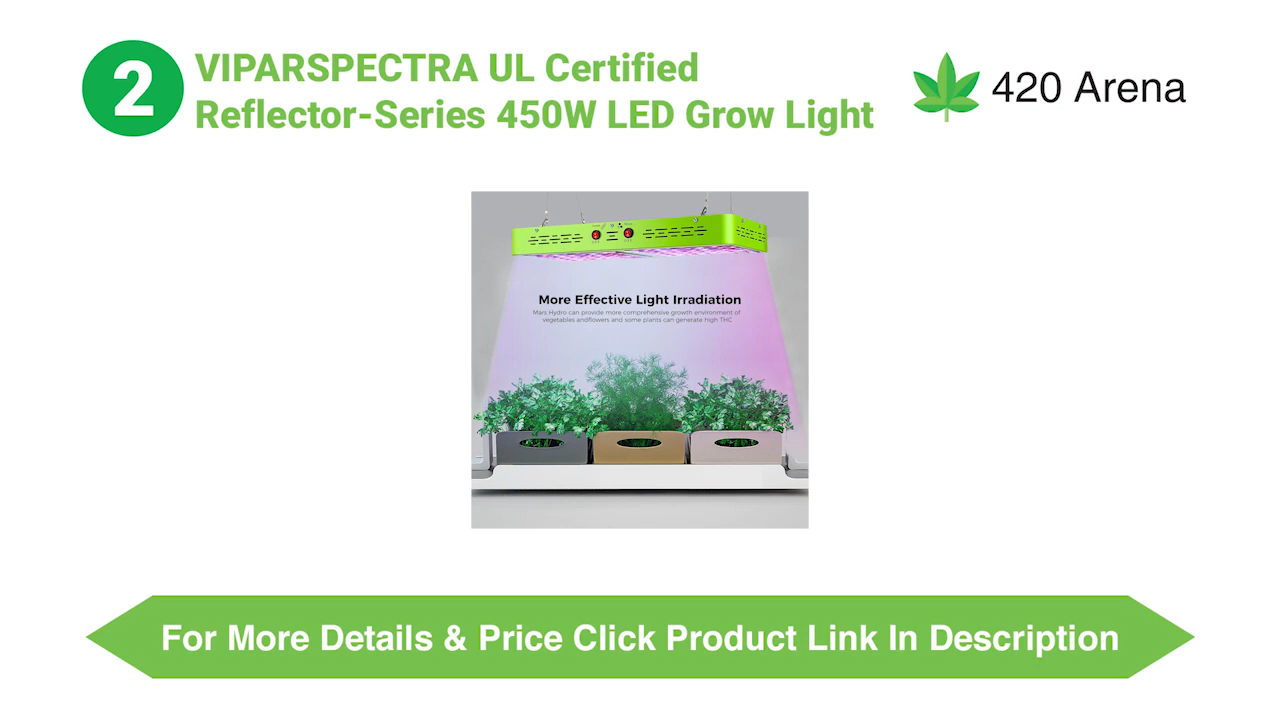 2
VIPARSPECTRA UL Certified
Reflector-Series 450W LED Grow Light
420 Arena
More Effective Light Irradiation
Mars Hydro can provide more comprehensive growth environment of
vegetables andflowers and some plants can generate high THC
For More Details & Price Click Product Link In Description